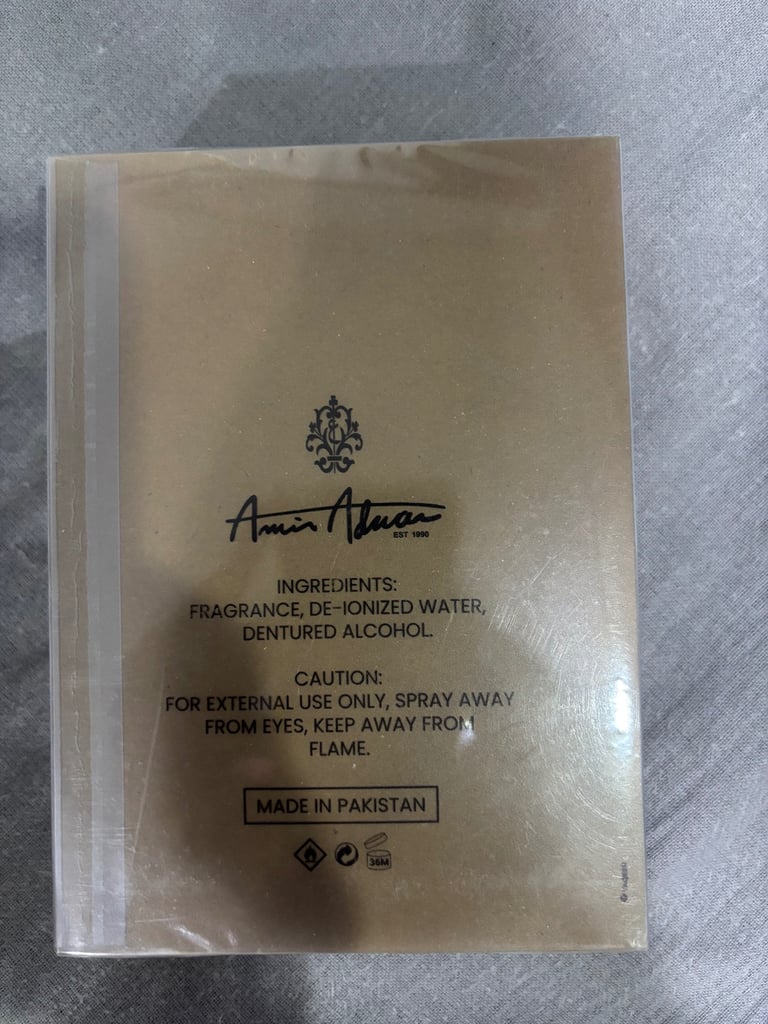 Amir Adnan
EST 1990
INGREDIENTS:
FRAGRANCE, DE-IONIZED WATER,
DENTURED ALCOHOL.
CAUTION:
FOR EXTERNAL USE ONLY, SPRAY AWAY
FROM EYES, KEEP AWAY FROM
FLAME.
MADE IN PAKISTAN
36M